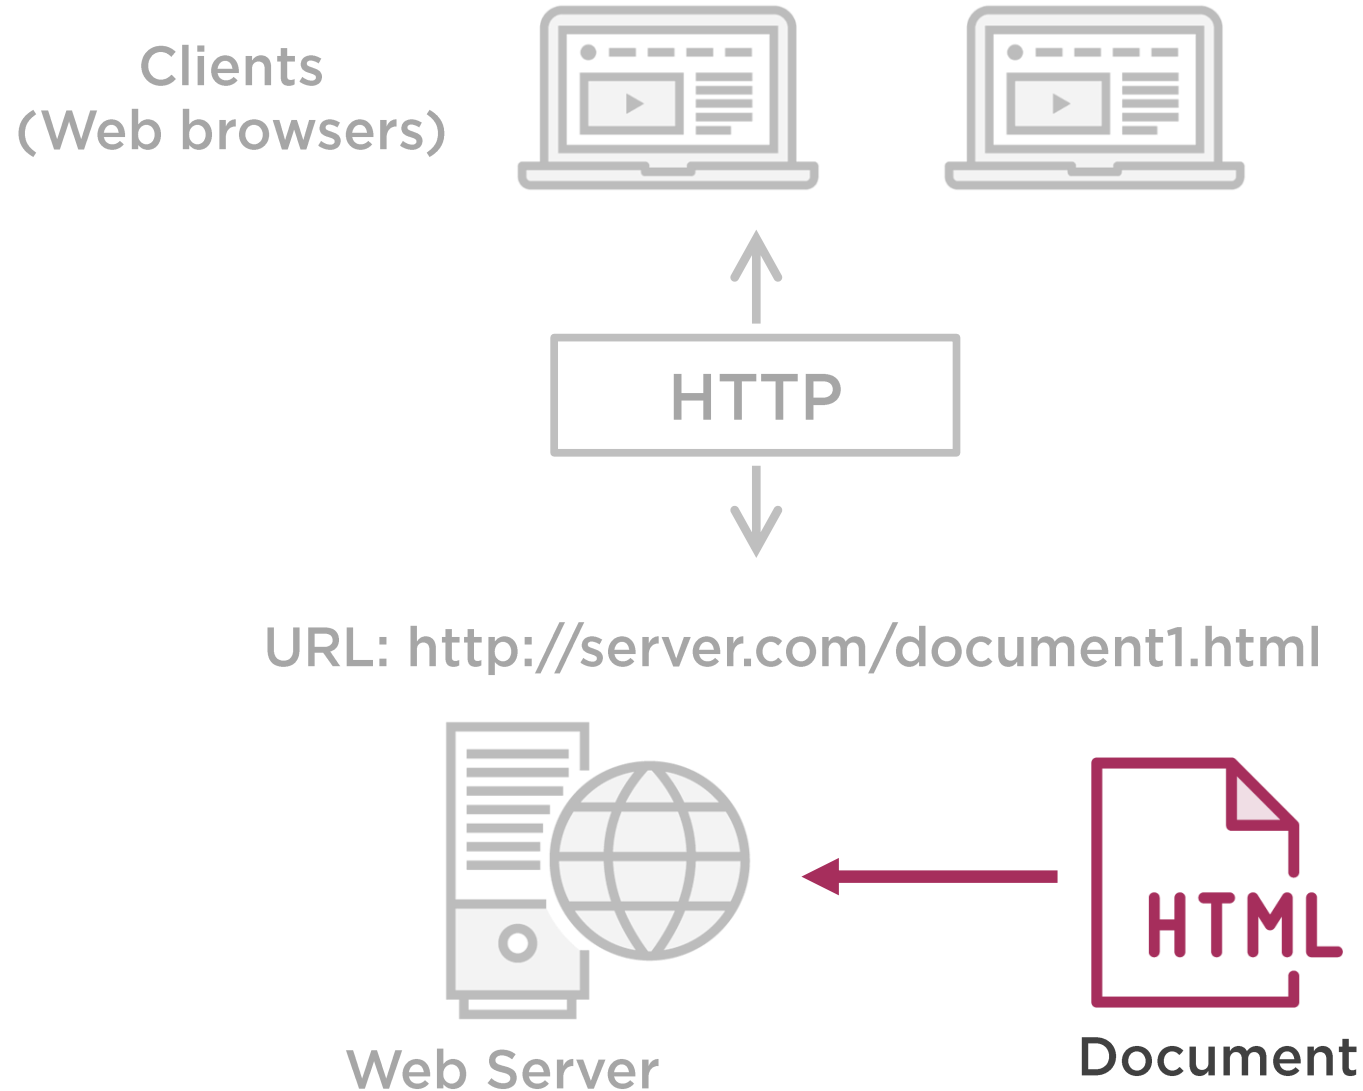 Clients
(Web browsers)
HTTP
URL: http://server.com/document1.html
HTML
Web Server
Document